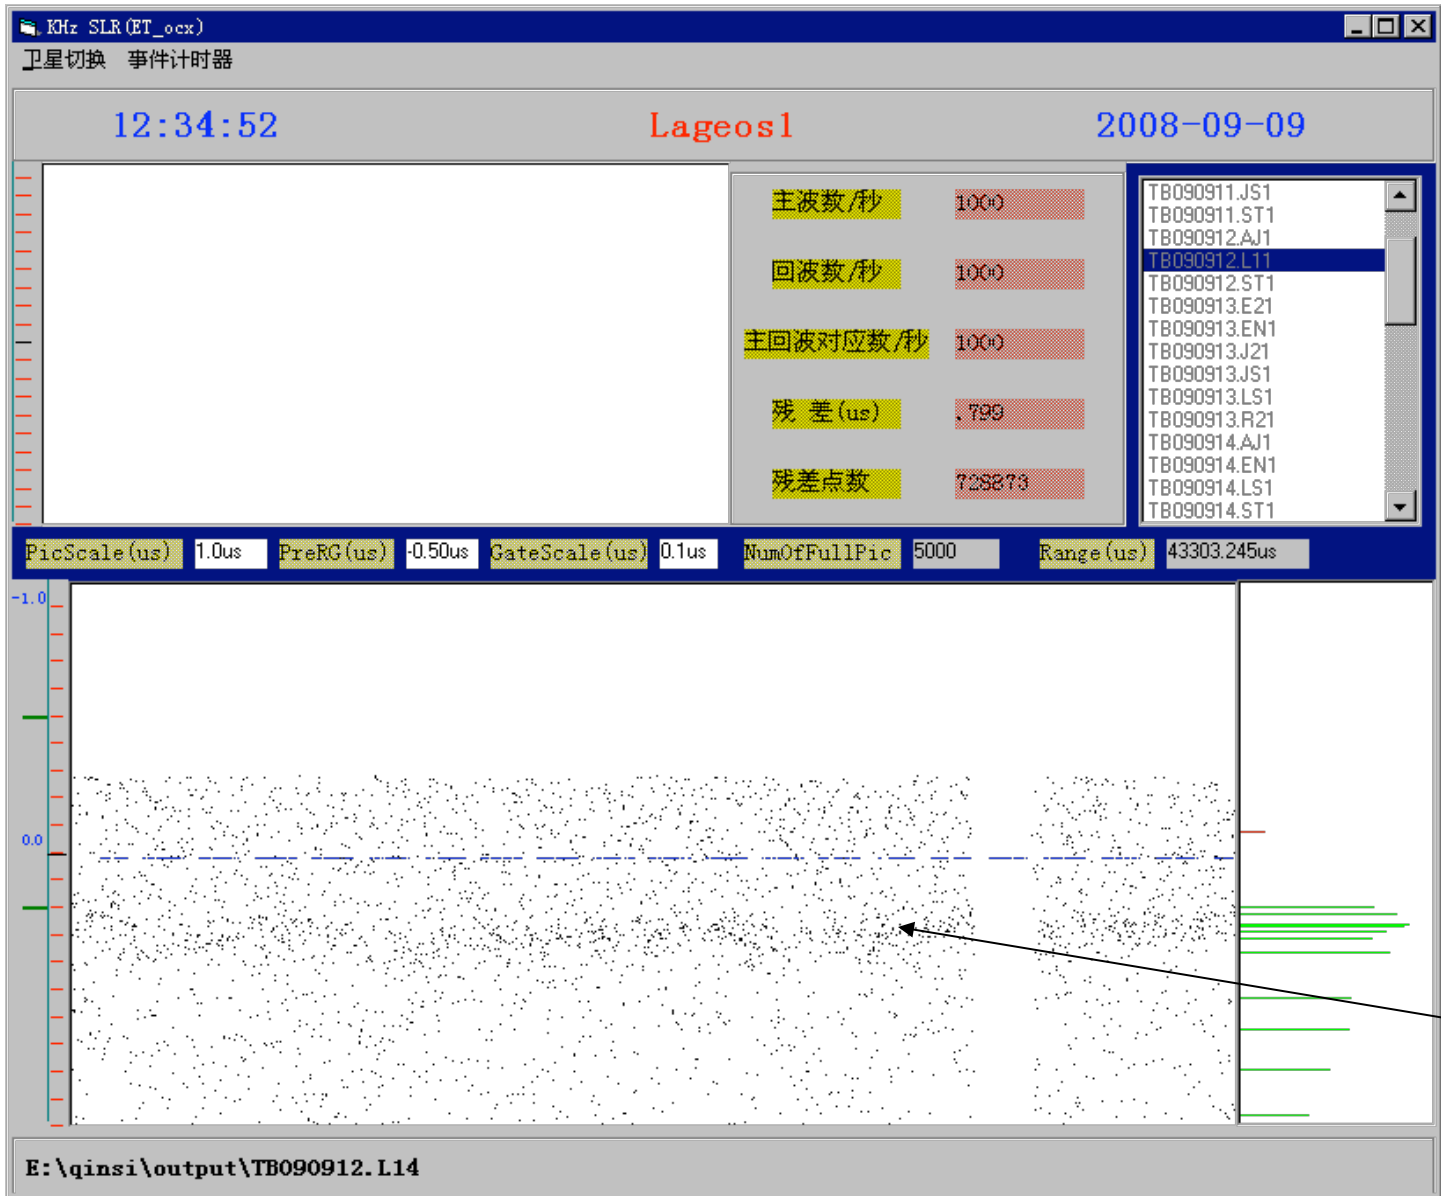 KHz SLR(ET_ocx)
卫星切换 事件计时器
12:34:52 Lageos1 2008-09-09
主波数/秒 10(*)
回波数/秒 10(*)
主回波对应数/秒 10(*)
残 差(us) .799
残差点数 728873
TB090911.JS1
TB090911.ST1
TB090912.AJ1
TB090912.L11
TB090912.ST1
TB090913.E21
TB090913.EN1
TB090913.J21
TB090913.JS1
TB090913.LS1
TB090913.R21
TB090914.AJ1
TB090914.EN1
TB090914.LS1
TB090914.ST1
PicScale(us) 1.0us PreRG(us) -0.50us GateScale(us) 0.1us NumOfFullPic 5000 Range(us) 43303.245us
-1.0
0.0
E:\qinsi\output\TB090912.L14